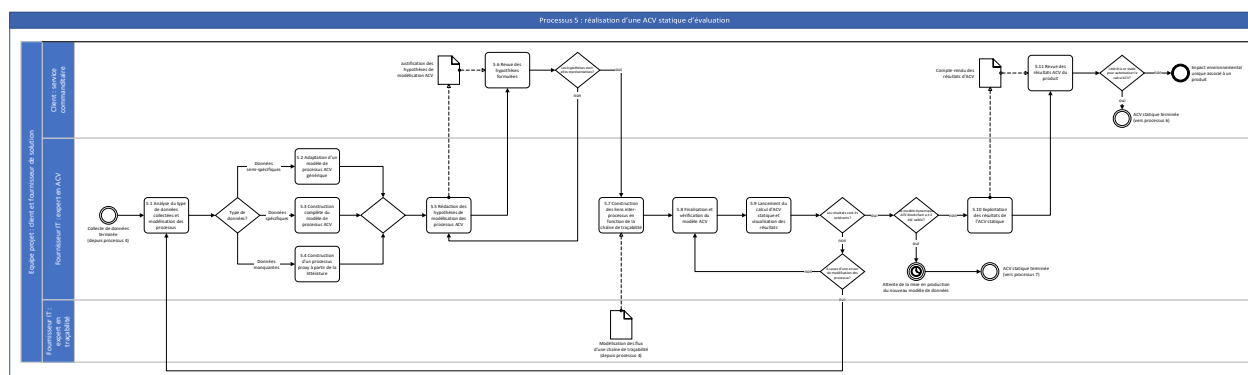 Processus 5 : réalisation d'une ACV statique d'évaluation
Equipe projet : client et fournisseur de solution
Client : service
commanditaire
Justification des
hypothèses de
modélisation ACV
5.6 Revue des
hypothèses
formulées
oui
non
Compte-rendu des
résultats d'ACV
5.11 Revue des
résultats ACV du
produit
non
oui
Impact environnemental
unique associé à un
produit
ACV statique terminée
(vers processus 6)
Fournisseur IT : expert en ACV
Collecte de données
terminée
(depuis processus 4)
5.1 Analyse du type
de données
collectées et
modélisation des
processus
Type de
données?
Données
semi-spécifiques
Données
spécifiques
Données
manquantes
5.2 Adaptation d'un
modèle de
processus ACV
générique
5.3 Construction
complète du
modèle de
processus ACV
5.4 Construction
d'un processus
proxy à partir de la
littérature
5.5 Rédaction des
hypothèses de
modélisation des
processus ACV
5.7 Construction
des liens inter-
processus en
fonction de la
chaîne de traçabilité
5.8 Finalisation et
vérification du
modèle ACV
5.9 Lancement du
calcul d'ACV
statique et
visualisation des
résultats
oui
non
non
oui
non
oui
5.10 Exploitation
des résultats de
l'ACV statique
Attente de la mise en production
du nouveau modèle de données
ACV statique terminée
(vers processus 7)
Fournisseur IT :
expert en
traçabilité
Modélisation des flux
d'une chaîne de traçabilité
(depuis processus 4)